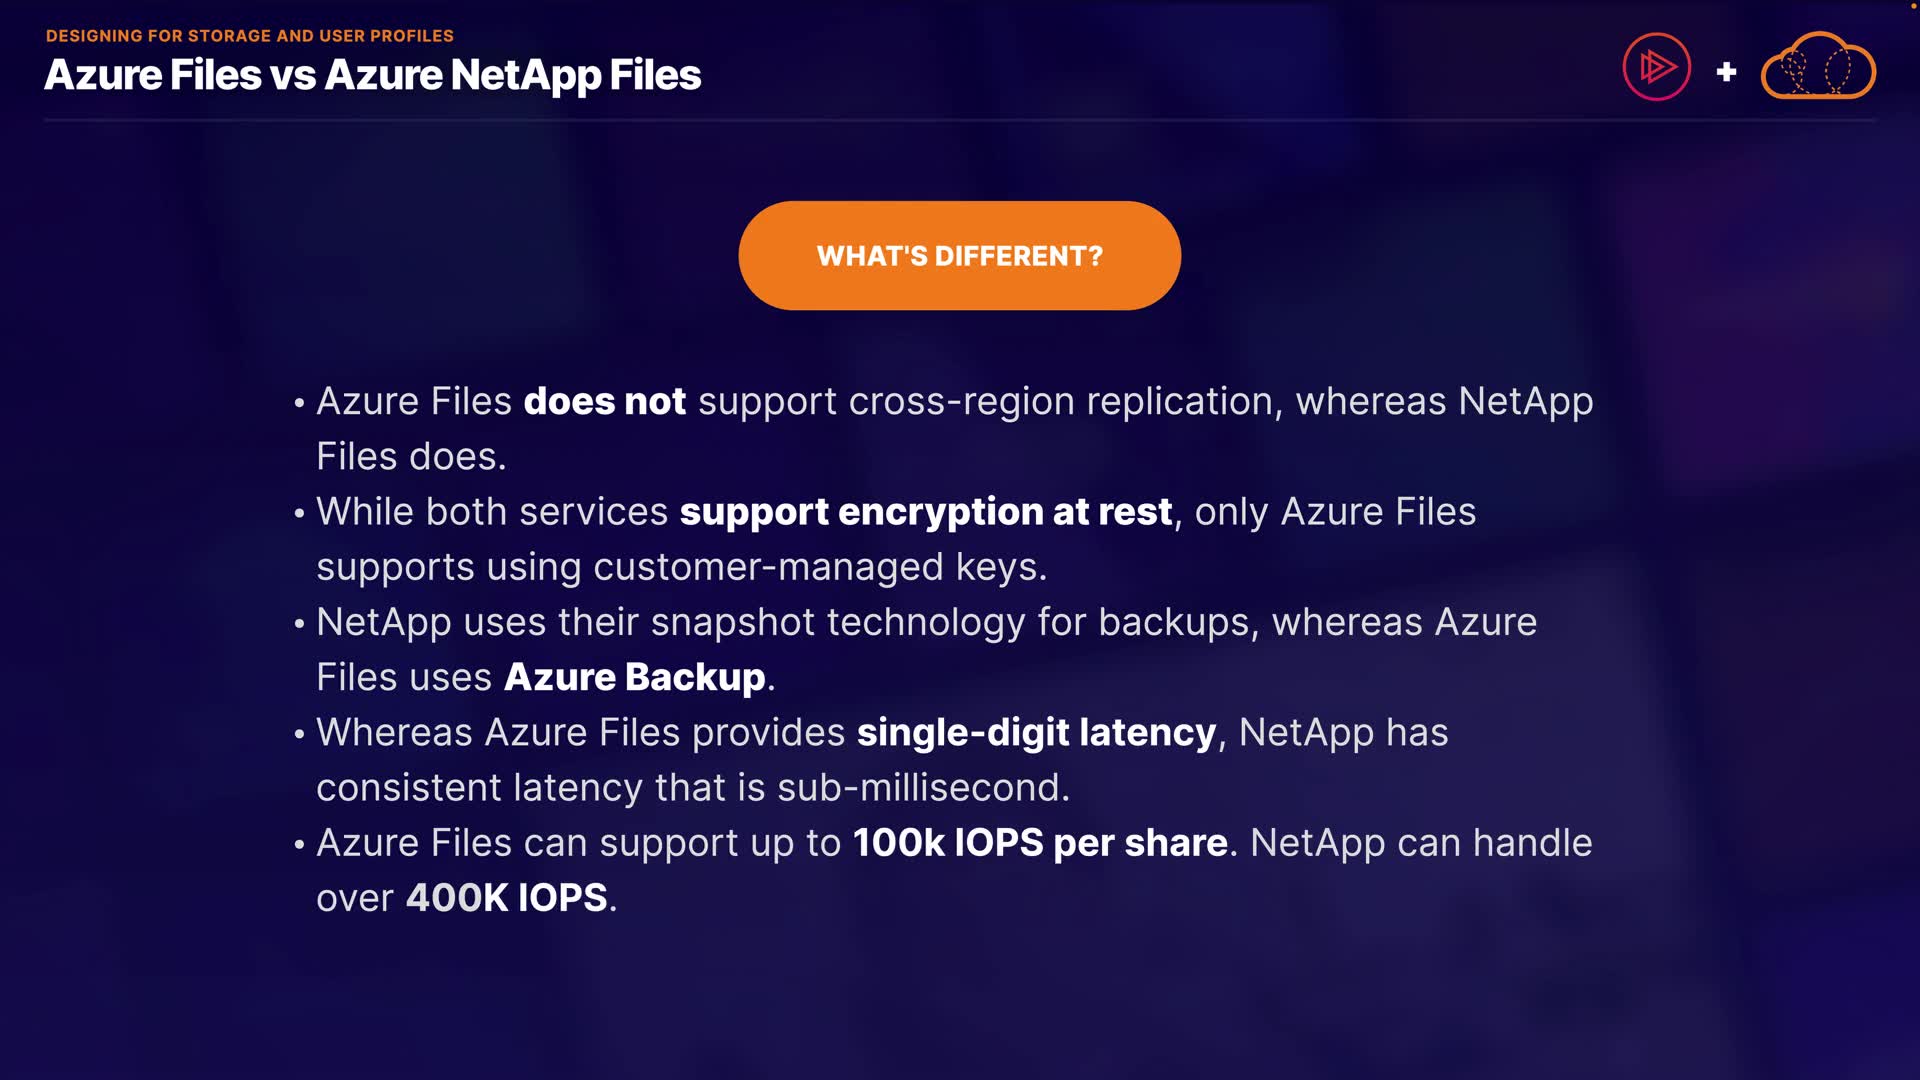 DESIGNING FOR STORAGE AND USER PROFILES
Azure Files vs Azure NetApp Files
+
WHAT'S DIFFERENT?
• Azure Files does not support cross-region replication, whereas NetApp
Files does.
• While both services support encryption at rest, only Azure Files
supports using customer-managed keys.
• NetApp uses their snapshot technology for backups, whereas Azure
Files uses Azure Backup.
• Whereas Azure Files provides single-digit latency, NetApp has
consistent latency that is sub-millisecond.
• Azure Files can support up to 100k IOPS per share. NetApp can handle
over 400K IOPS.